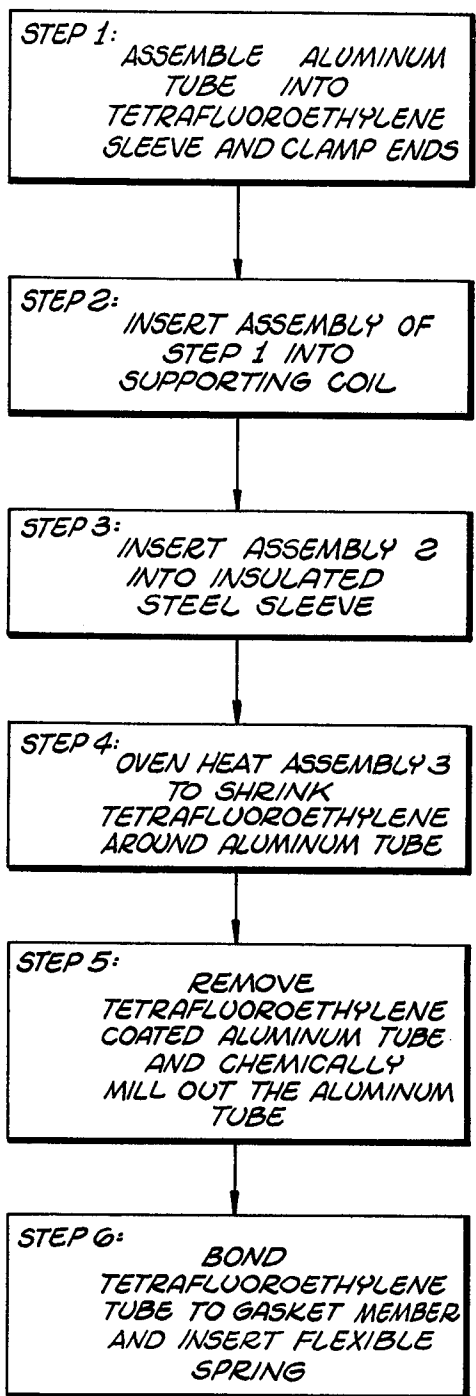 STEP 1:
ASSEMBLE ALUMINUM
TUBE INTO
TETRAFLUOROETHYLENE
SLEEVE AND CLAMP ENDS
STEP 2:
INSERT ASSEMBLY OF
STEP 1 INTO
SUPPORTING COIL
STEP 3:
INSERT ASSEMBLY 2
INTO INSULATED
STEEL SLEEVE
STEP 4:
OVEN HEAT ASSEMBLY 3
TO SHRINK
TETRAFLUOROETHYLENE
AROUND ALUMINUM TUBE
STEP 5:
REMOVE
TETRAFLUOROETHYLENE
COATED ALUMINUM TUBE
AND CHEMICALLY
MILL OUT THE ALUMINUM
TUBE
STEP 6:
BOND
TETRAFLUOROETHYLENE
TUBE TO GASKET MEMBER
AND INSERT FLEXIBLE
SPRING